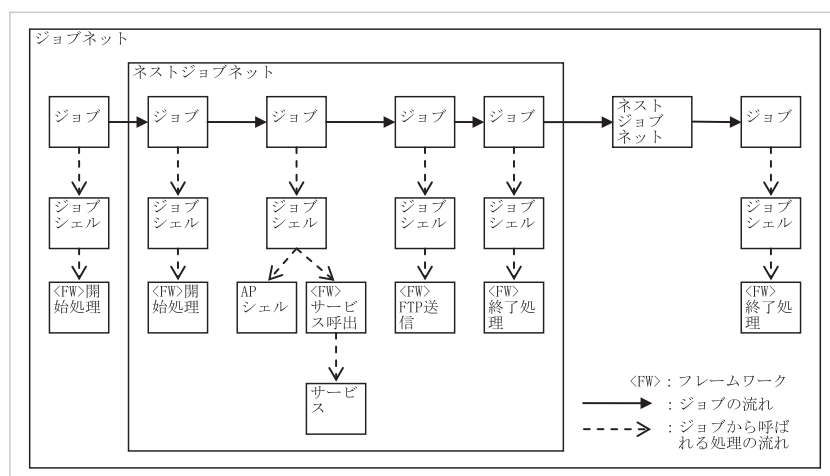 ジョブネット
ネストジョブネット
ジョブ
ジョブ
ジョブ
ジョブ
ジョブ
ネスト
ジョブ
ネット
ジョブ
ジョブ
シェル
ジョブ
シェル
ジョブ
シェル
ジョブ
シェル
ジョブ
シェル
ジョブ
シェル
<FW>開
始処理
<FW>開
始処理
AP
シェル
<FW>
サービ
ス呼出
<FW>
FTP送
信
<FW>
終了処
理
<FW>
終了処
理
サービ
ス
<FW>：フレームワーク
：ジョブの流れ
：ジョブから呼ば
れる処理の流れ